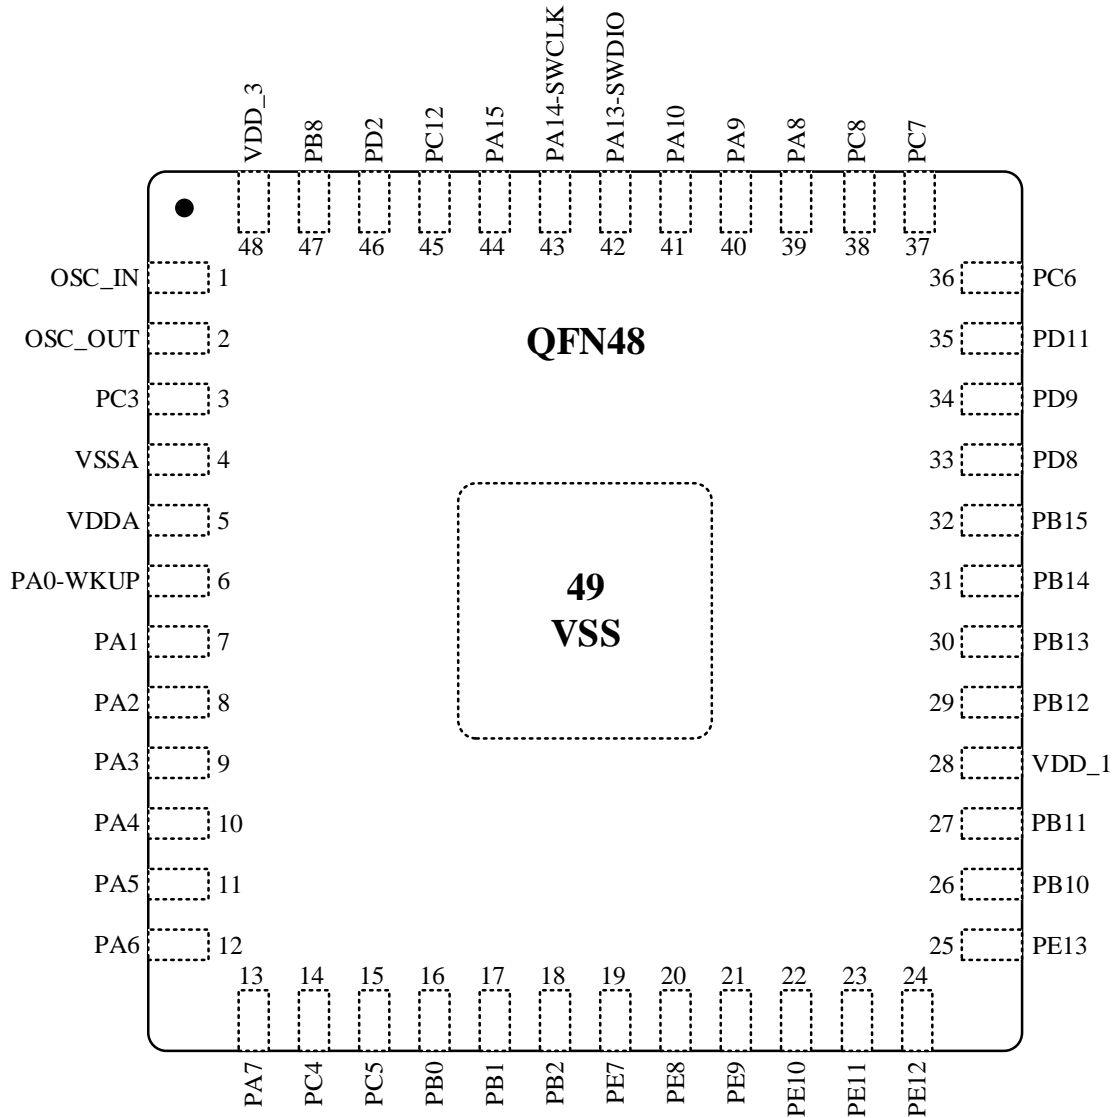 VDD_3
PB8
PD2
PC12
PA15
PA14-SWCLK
PA13-SWDIO
PA10
PA9
PA8
PC8
PC7
48 47 46 45 44 43 42 41 40 39 38 37
OSC_IN 1 36 PC6
OSC_OUT 2 QFN48 35 PD11
PC3 3 34 PD9
VSSA 4 33 PD8
VDDA 5 32 PB15
PA0-WKUP 6 49 31 PB14
VSS
PA1 7 30 PB13
PA2 8 29 PB12
PA3 9 28 VDD_1
PA4 10 27 PB11
PA5 11 26 PB10
PA6 12 25 PE13
13 14 15 16 17 18 19 20 21 22 23 24
PA7
PC4
PC5
PB0
PB1
PB2
PE7
PE8
PE9
PE10
PE11
PE12